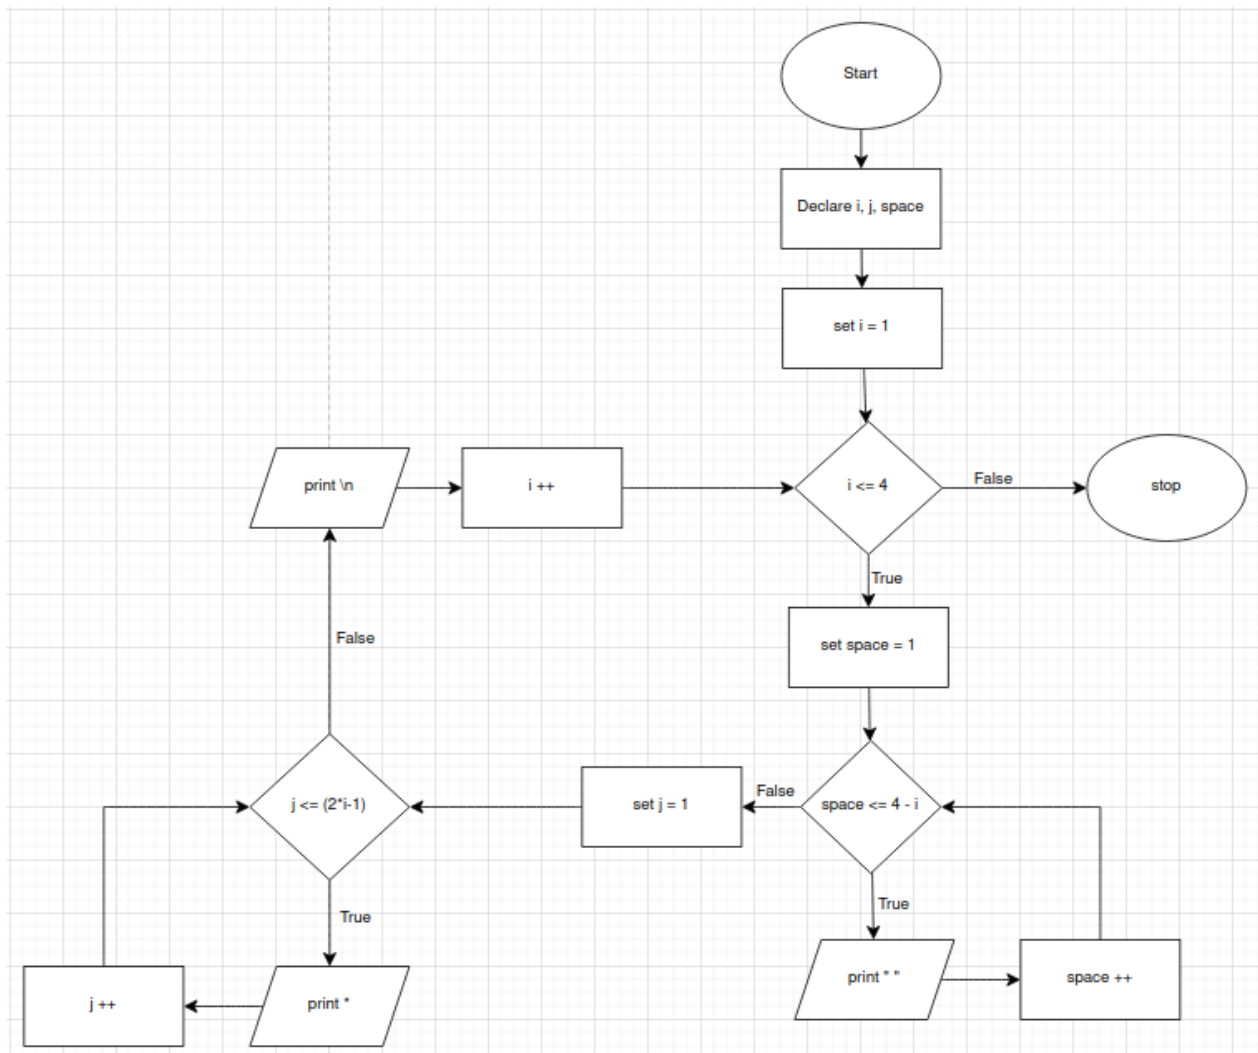 Start
Declare i, j, space
set i = 1
print \n
i ++
i <= 4
False
stop
True
set space = 1
False
j <= (2*i-1)
set j = 1
False
space <= 4 - i
True
True
j ++
print *
print " "
space ++